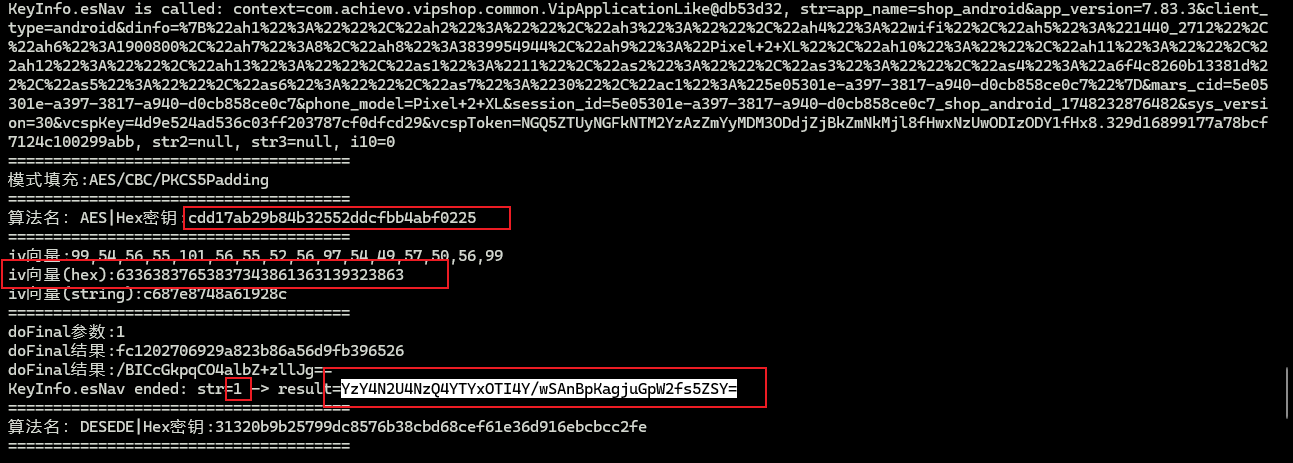 KeyInfo.esNav is called: context=com.achievo.vipshop.common.VipApplicationLike@db53d32, str=app_name=shop_android&app_version=7.83.3&client_
type=android&dinfo=%7B%22ah1%22%3A%22%22%2C%22ah2%22%3A%22%22%2C%22ah3%22%3A%22%22%2C%22ah4%22%3A%22wifi%22%2C%22ah5%22%3A%221440_2712%22%2C
%22ah6%22%3A1900800%2C%22ah7%22%3A8%2C%22ah8%22%3A3839954944%2C%22ah9%22%3A%22Pixel+2+XL%22%2C%22ah10%22%3A%22%22%2C%22ah11%22%3A%22%22%2C%2
2ah12%22%3A%22%22%2C%22ah13%22%3A%22%22%2C%22as1%22%3A%2211%22%2C%22as2%22%3A%22%22%2C%22as3%22%3A%22%22%2C%22as4%22%3A%22a6f4c8260b13381d%2
2%2C%22as5%22%3A%22%22%2C%22as6%22%3A%22%22%2C%22as7%22%3A%2230%22%2C%22ac1%22%3A%225e05301e-a397-3817-a940-d0cb858ce0c7%22%7D&mars_cid=5e05
301e-a397-3817-a940-d0cb858ce0c7&phone_model=Pixel+2+XL&session_id=5e05301e-a397-3817-a940-d0cb858ce0c7_shop_android_1748232876482&sys_versi
on=30&vcspKey=4d9e524ad536c03ff203787cf0dfcd29&vcspToken=NGQ5ZTUyNGFkNTM2YzAzZmYyMDM3ODdjZjBkZmNkMjl8fHwxNzUwODIzODY1fHx8.329d16899177a78bcf
7124c100299abb, str2=null, str3=null, i10=0
======================================
模式填充:AES/CBC/PKCS5Padding
======================================
算法名: AES|Hex密钥:cdd17ab29b84b32552ddcfbb4abf0225
======================================
iv向量:99,54,56,55,101,56,55,52,56,97,54,49,57,50,56,99
iv向量(hex):63363837653837343861363139323863
iv向量(string):c687e8748a61928c
======================================
doFinal参数:1
doFinal结果:fc1202706929a823b86a56d9fb396526
doFinal结果:/BICcGkpqCO4albZ+zllJg==
KeyInfo.esNav ended: str=1 -> result=YzY4N2U4NzQ4YTYxOTI4Y/wSAnBpKagjuGpW2fs5ZSY=
======================================
算法名: DESEDE|Hex密钥:31320b9b25799dc8576b38cbd68cef61e36d916ebcbcc2fe
======================================